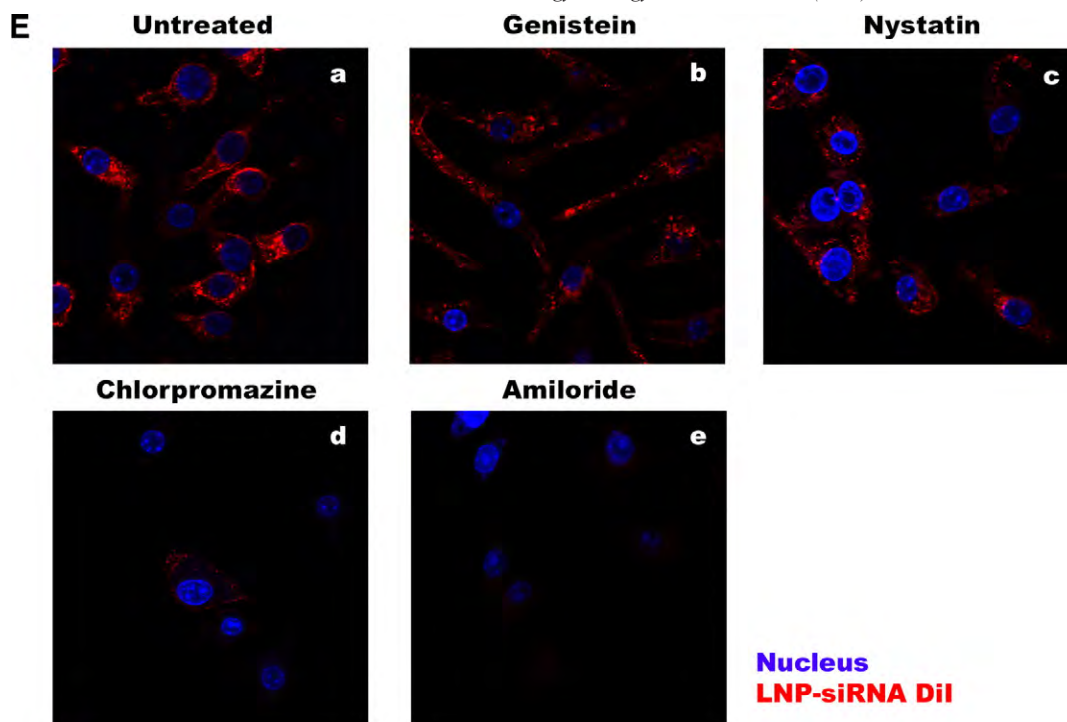 E
Untreated
Genistein
Nystatin
a
b
c
Chlorpromazine
Amiloride
d
e
Nucleus
LNP-siRNA DiI